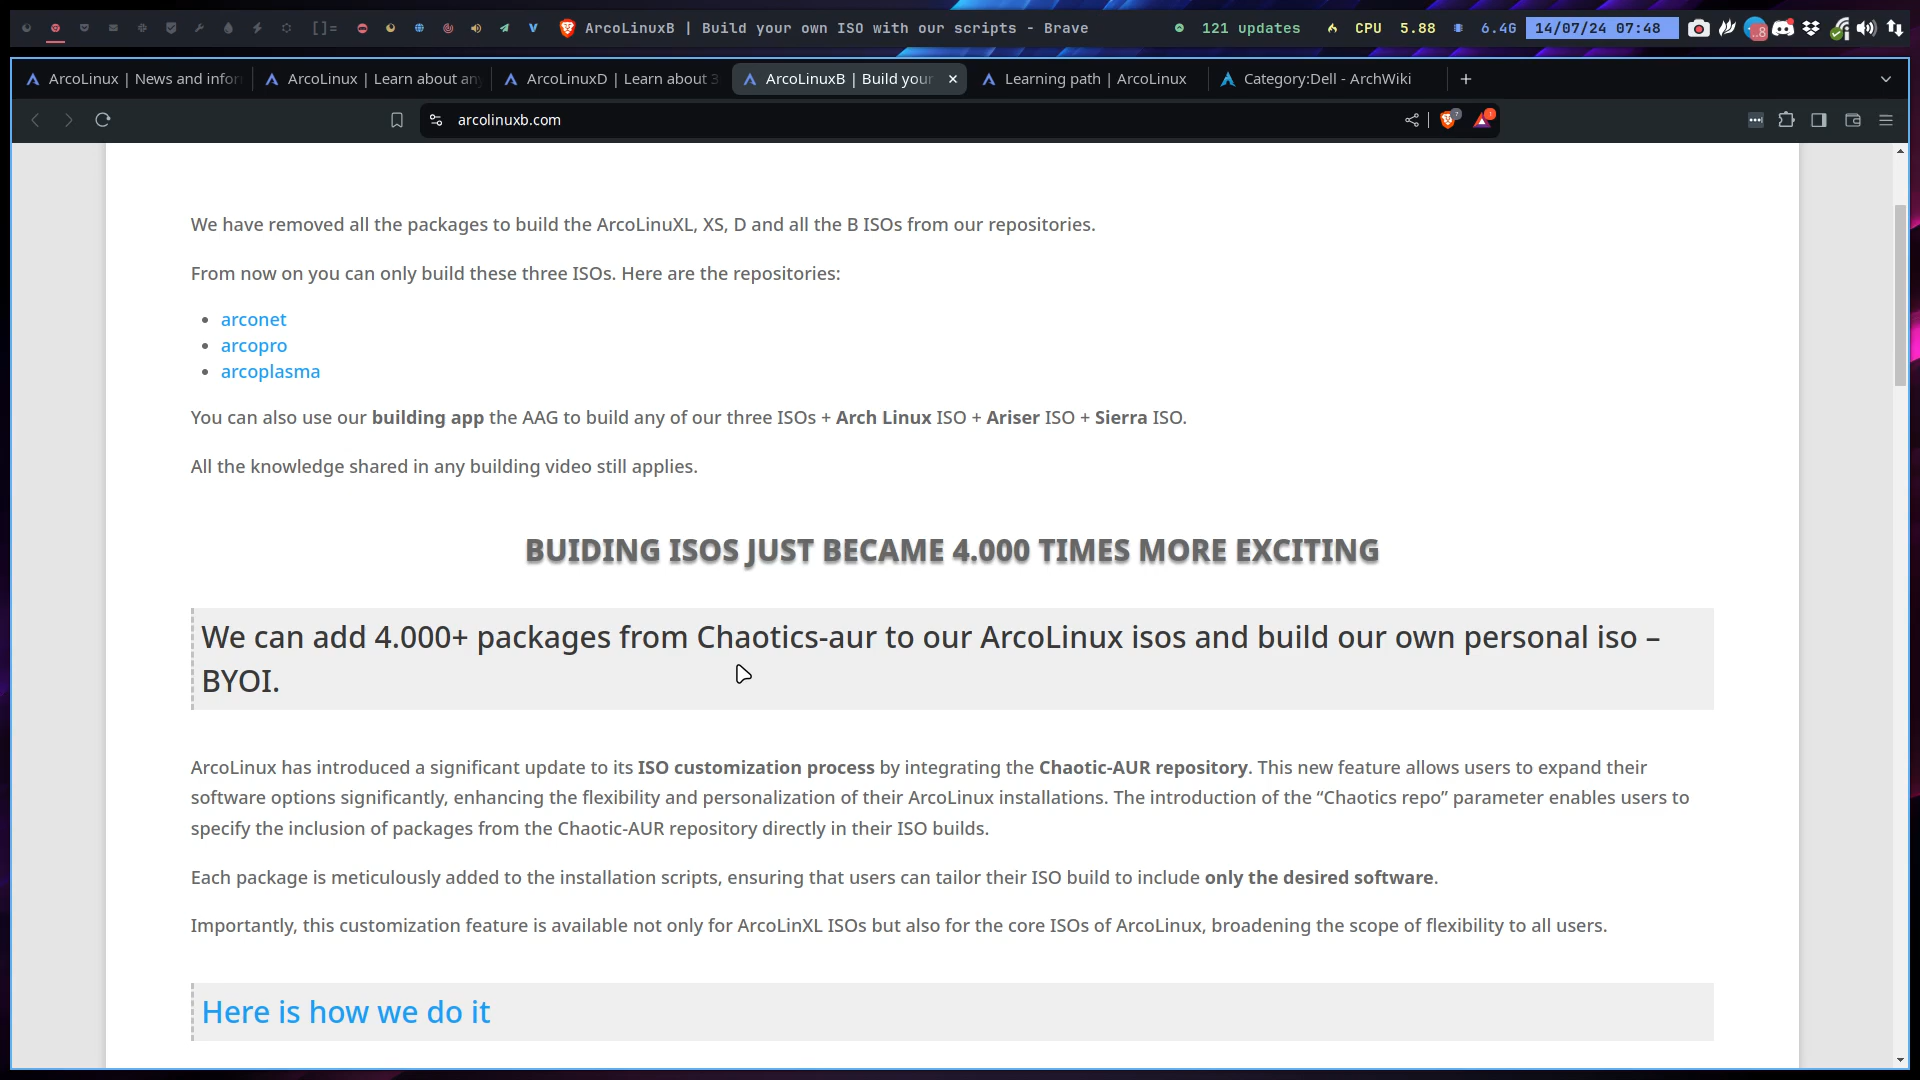 []=
ArcoLinuxB | Build your own ISO with our scripts - Brave
121 updates
CPU 5.88
6.4G
14/07/24 07:48
ArcoLinux | News and infor
ArcoLinux | Learn about an
ArcoLinuxD | Learn about 3
ArcoLinuxB | Build your
Learning path | ArcoLinux
Category:Dell - ArchWiki
arcolinuxb.com
We have removed all the packages to build the ArcoLinuXL, XS, D and all the B ISOs from our repositories.
From now on you can only build these three ISOs. Here are the repositories:
• arconet
• arcopro
• arcoplasma
You can also use our building app the AAG to build any of our three ISOs + Arch Linux ISO + Ariser ISO + Sierra ISO.
All the knowledge shared in any building video still applies.
BUIDING ISOS JUST BECAME 4.000 TIMES MORE EXCITING
We can add 4.000+ packages from Chaotics-aur to our ArcoLinux isos and build our own personal iso –
BYOI.
ArcoLinux has introduced a significant update to its ISO customization process by integrating the Chaotic-AUR repository. This new feature allows users to expand their
software options significantly, enhancing the flexibility and personalization of their ArcoLinux installations. The introduction of the “Chaotics repo” parameter enables users to
specify the inclusion of packages from the Chaotic-AUR repository directly in their ISO builds.
Each package is meticulously added to the installation scripts, ensuring that users can tailor their ISO build to include only the desired software.
Importantly, this customization feature is available not only for ArcoLinXL ISOs but also for the core ISOs of ArcoLinux, broadening the scope of flexibility to all users.
Here is how we do it